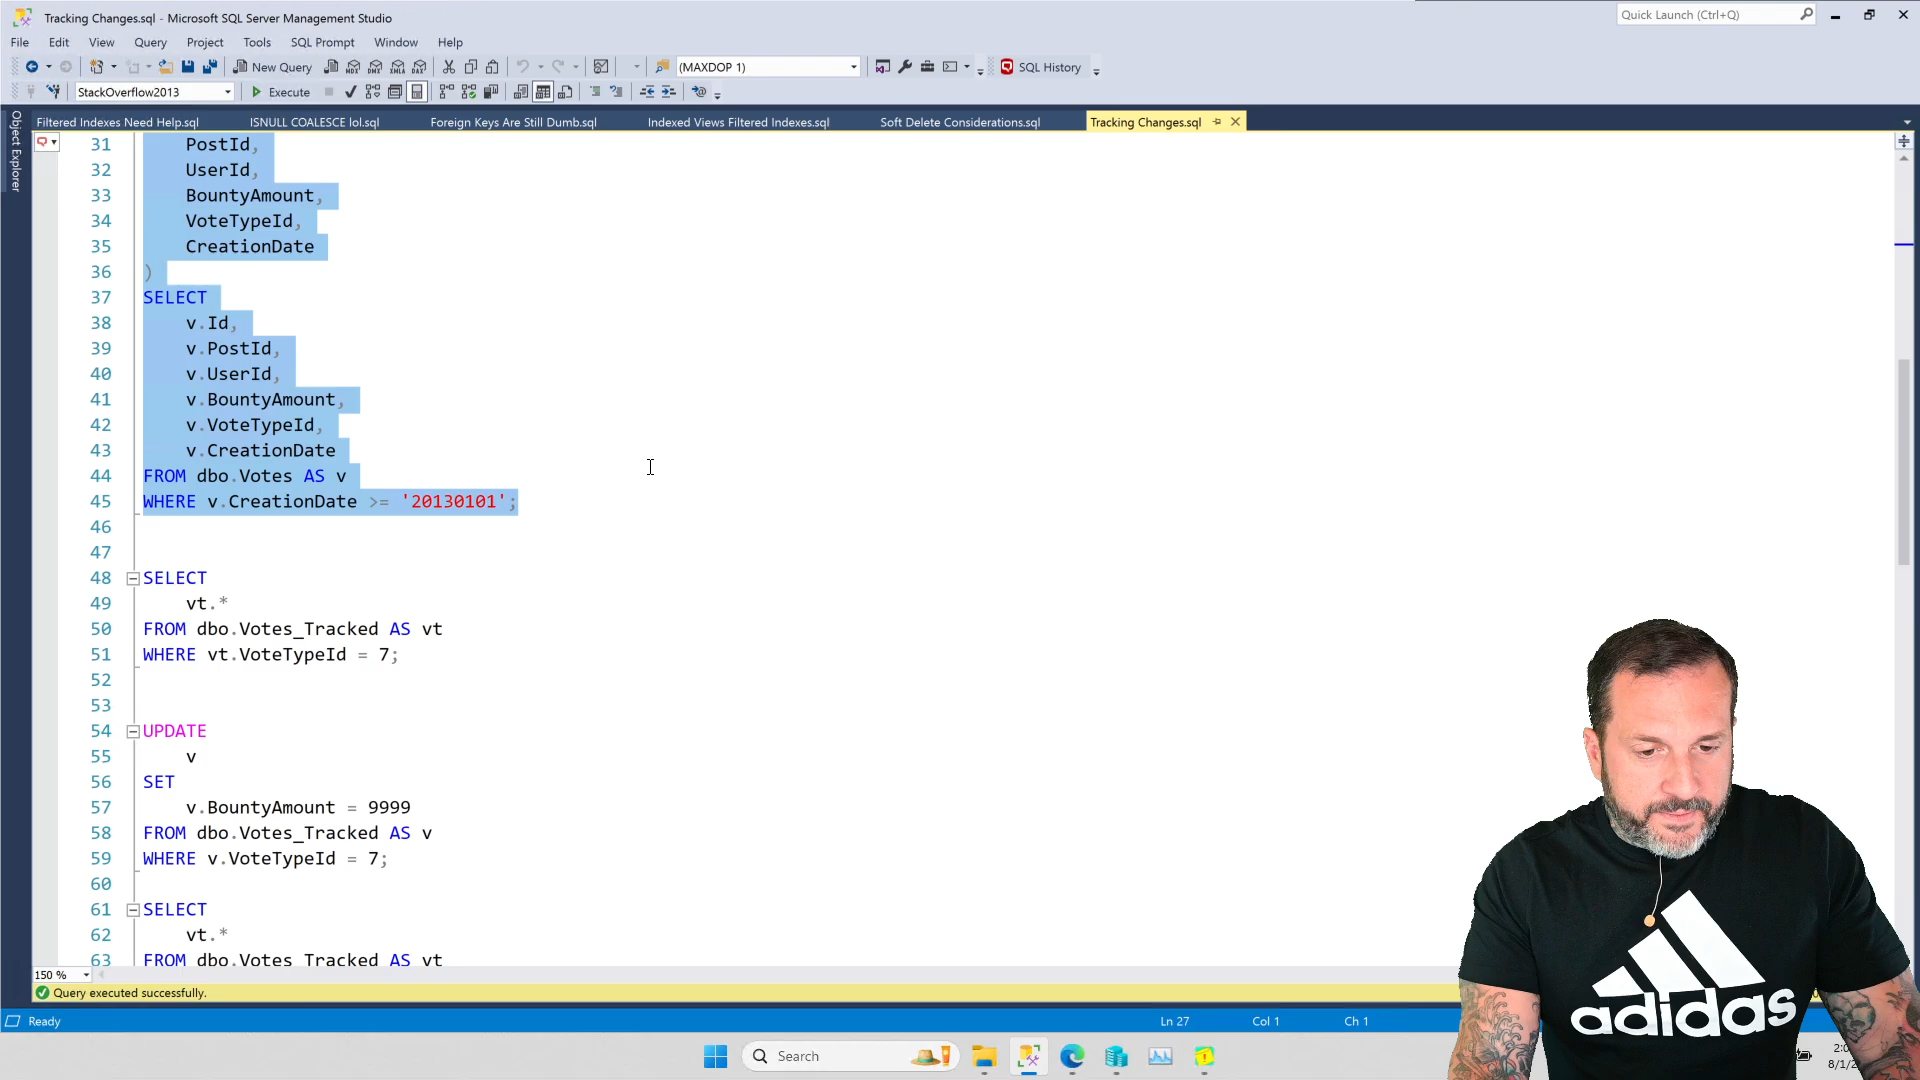 Tracking Changes.sql - Microsoft SQL Server Management Studio
Quick Launch (Ctrl+Q)
File Edit View Query Project Tools SQL Prompt Window Help
New Query
(MAXDOP 1)
SQL History
StackOverflow2013
Execute
Filtered Indexes Need Help.sql
ISNULL COALESCE lol.sql
Foreign Keys Are Still Dumb.sql
Indexed Views Filtered Indexes.sql
Soft Delete Considerations.sql
Tracking Changes.sql
Object Explorer
31 PostId,
32 UserId,
33 BountyAmount,
34 VoteTypeId,
35 CreationDate
36 )
37 SELECT
38 v.Id,
39 v.PostId,
40 v.UserId,
41 v.BountyAmount,
42 v.VoteTypeId,
43 v.CreationDate
44 FROM dbo.Votes AS v
45 WHERE v.CreationDate >= '20130101';
46
47
48 SELECT
49 vt.*
50 FROM dbo.Votes_Tracked AS vt
51 WHERE vt.VoteTypeId = 7;
52
53
54 UPDATE
55 v
56 SET
57 v.BountyAmount = 9999
58 FROM dbo.Votes_Tracked AS v
59 WHERE v.VoteTypeId = 7;
60
61 SELECT
62 vt.*
63 FROM dbo.Votes_Tracked AS vt
150 %
Query executed successfully.
Ready
Ln 27
Col 1
Ch 1
Search
adidas